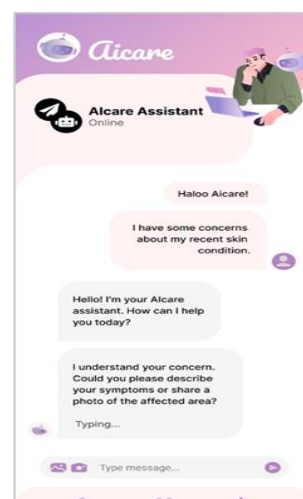 Aicare
AIcare Assistant
Online
Haloo Aicare!
I have some concerns
about my recent skin
condition.
Hello! I'm your AIcare
assistant. How can I help
you today?
I understand your concern.
Could you please describe
your symptoms or share a
photo of the affected area?
Typing...
Type message...